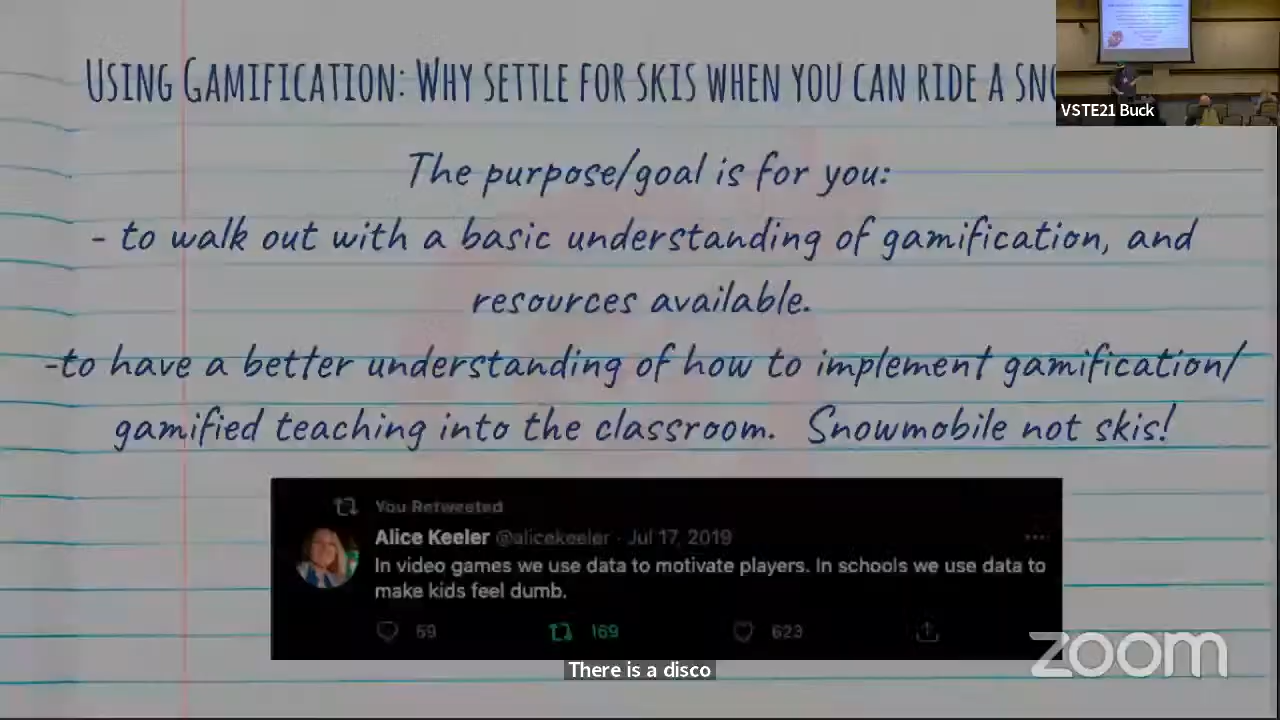 USING GAMIFICATION: WHY SETTLE FOR SKIS WHEN YOU CAN RIDE A
VSTE21 Buck
The purpose/goal is for you:
- to walk out with a basic understanding of gamification, and
resources available.
-to have a better understanding of how to implement gamification/
gamified teaching into the classroom. Snowmobile not skis!
You Retweeted
Alice Keeler @alicekeeler · Jul 17, 2019
In video games we use data to motivate players. In schools we use data to
make kids feel dumb.
59 169 623
zoom
There is a disco